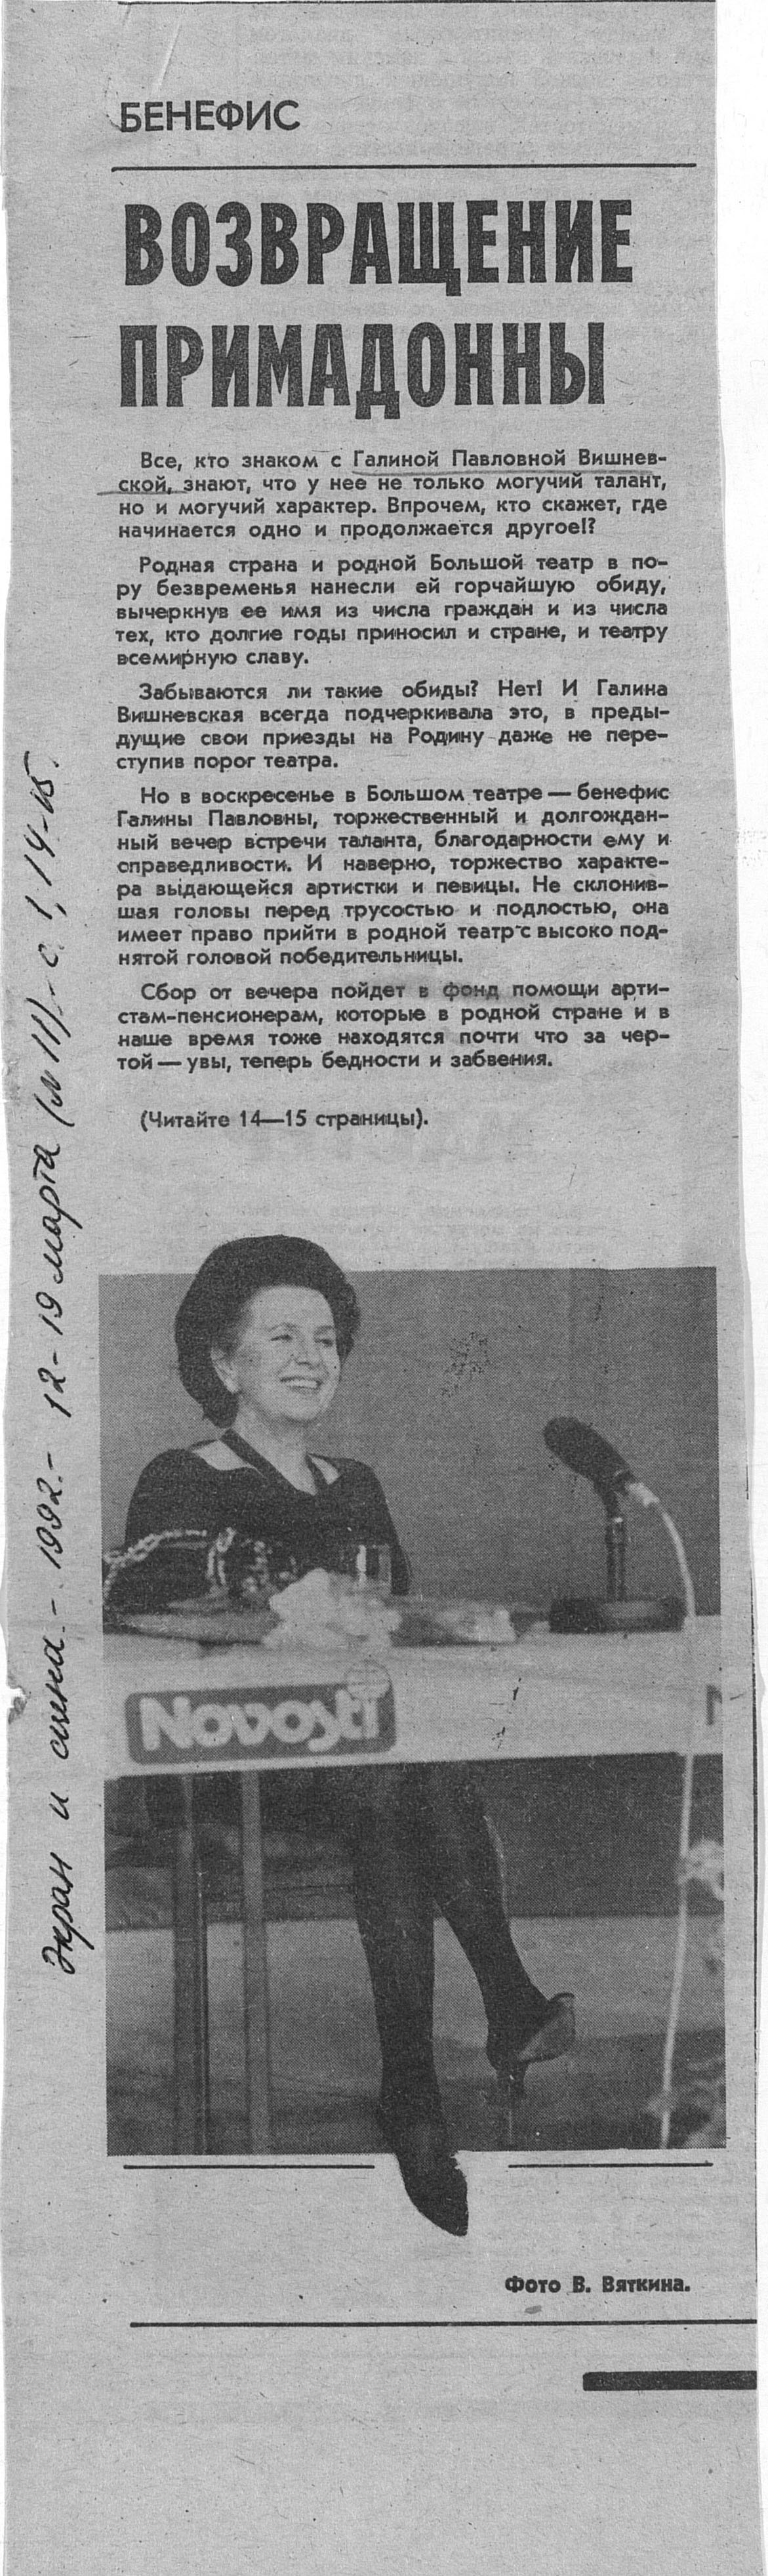 БЕНЕФИС
ВОЗВРАЩЕНИЕ
ПРИМАДОННЫ
Все, кто знаком с Галиной Павловной Вишнев-
ской, знают, что у нее не только могучий талант,
но и могучий характер. Впрочем, кто скажет, где
начинается одно и продолжается другое!?
Родная страна и родной Большой театр в по-
ру безвременья нанесли ей горчайшую обиду,
вычеркнув ее имя из числа граждан и из числа
тех, кто долгие годы приносил и стране, и театру
всемирную славу.
Забываются ли такие обиды? Нет! И Галина
Вишневская всегда подчеркивала это, в преды-
дущие свои приезды на Родину даже не пере-
ступив порог театра.
Но в воскресенье в Большом театре — бенефис
Галины Павловны, торжественный и долгождан-
ный вечер встречи таланта, благодарности ему и
справедливости. И наверно, торжество характе-
ра выдающейся артистки и певицы. Не склонив-
шая головы перед трусостью и подлостью, она
имеет право прийти в родной театр с высоко под-
нятой головой победительницы.
Сбор от вечера пойдет в фонд помощи арти-
стам-пенсионерам, которые в родной стране и в
наше время тоже находятся почти что за чер-
той — увы, теперь бедности и забвения.
(Читайте 14—15 страницы).
Novosti
N
Фото В. Вяткина.
Экран и сцена. - 1992. - 12-19 марта (№ 11) - с. 1, 14-15.